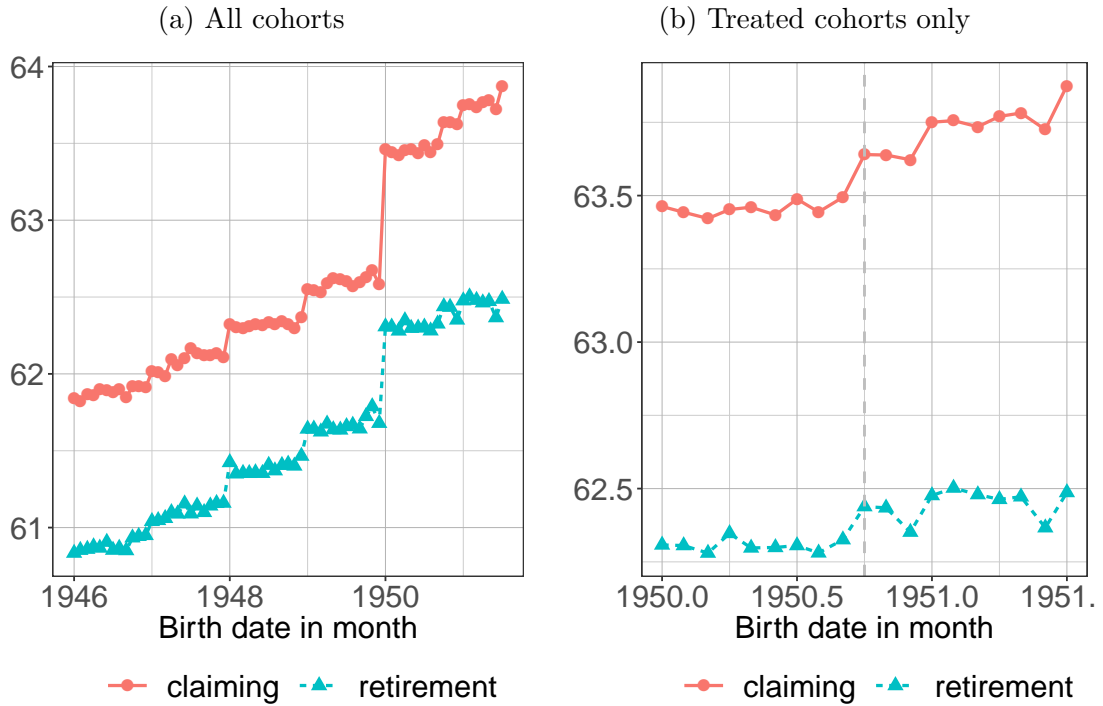 (a) All cohorts
64
63
62
61
1946
1948
1950
Birth date in month
claiming
retirement
(b) Treated cohorts only
63.5
63.0
62.5
1950.0
1950.5
1951.0
1951.
Birth date in month
claiming
retirement